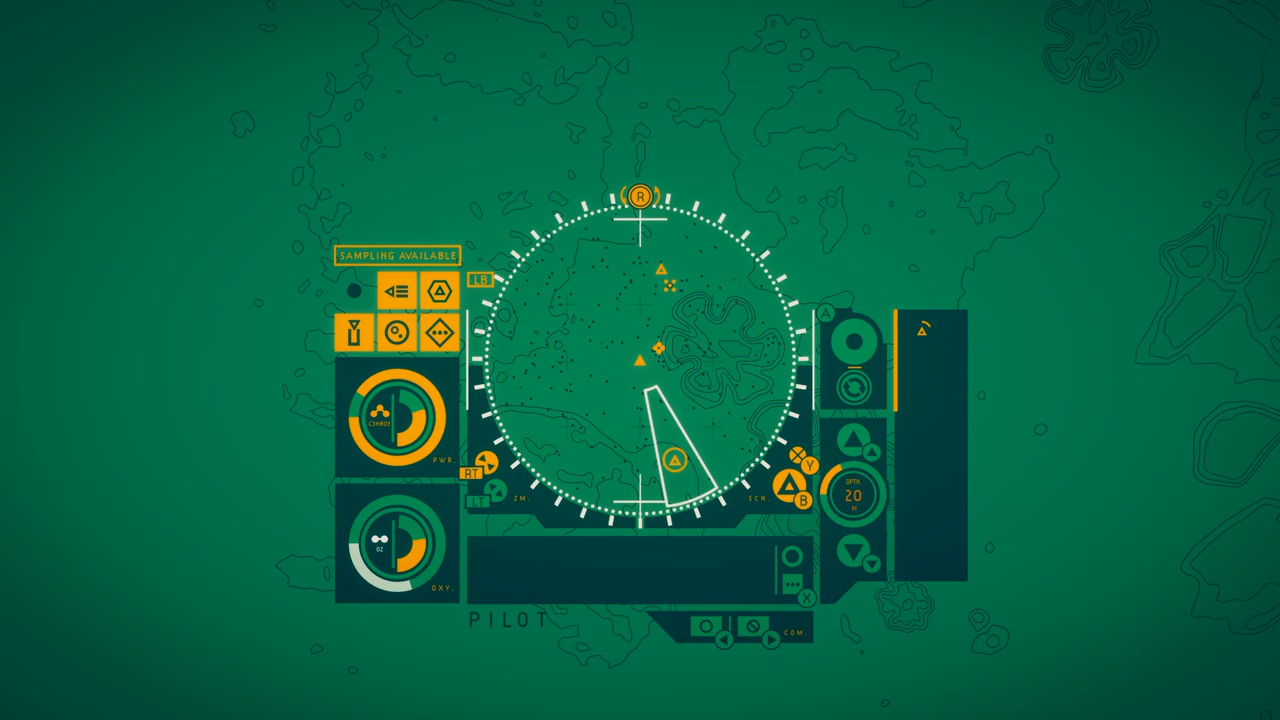 R
SAMPLING AVAILABLE
LB
A
C3H8O3
PWR.
RT
LT
ZM.
SCN.
Y
B
DPTH.
20
M
O2
OXY.
X
PILOT
COM.